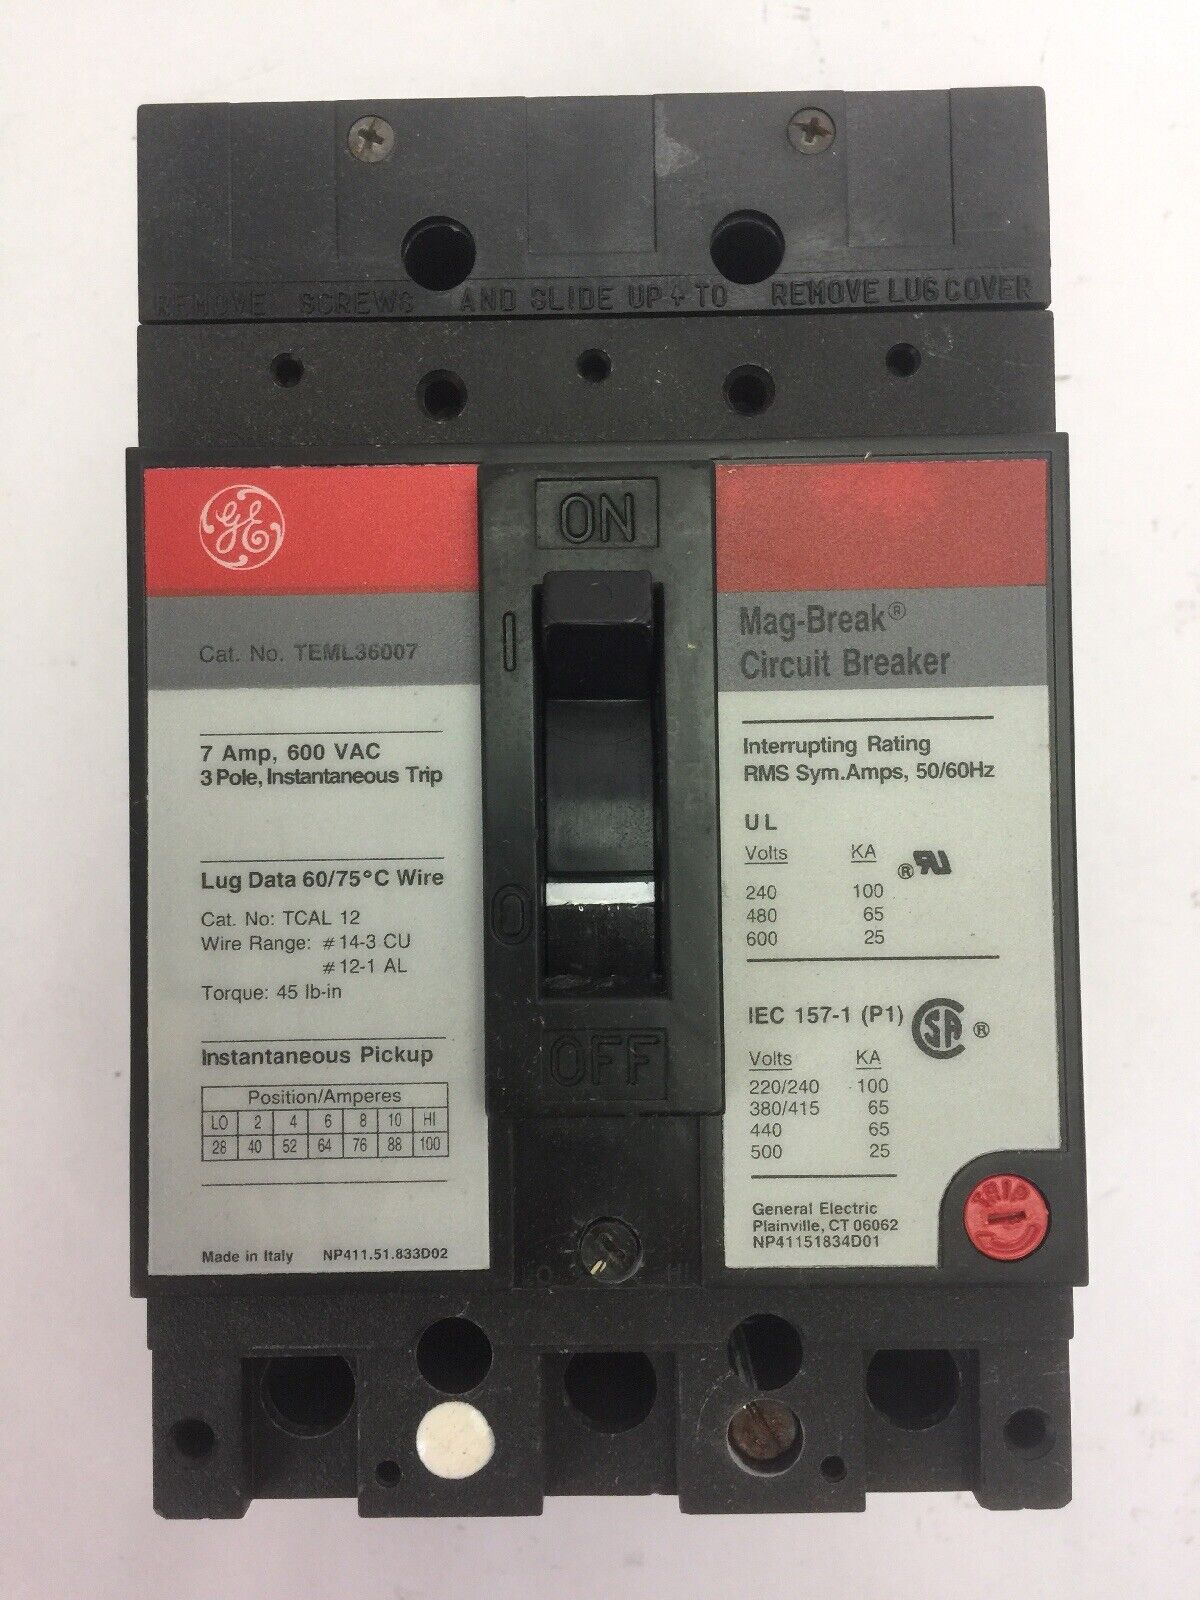 REMOVE SCREWS AND SLIDE UP TO REMOVE LUG COVER
GE
Cat. No. TEML36007
7 Amp, 600 VAC
3 Pole, Instantaneous Trip
Lug Data 60/75°C Wire
Cat. No: TCAL 12
Wire Range: #14-3 CU
#12-1 AL
Torque: 45 lb-in
Instantaneous Pickup
Position/Amperes
LO 2 4 6 8 10 HI
28 40 52 64 76 88 100
Made in Italy NP411.51.833D02
ON
I
O
OFF
HI
Mag-Break®
Circuit Breaker
Interrupting Rating
RMS Sym.Amps, 50/60Hz
UL
Volts KA
240 100
480 65
600 25
® UR
IEC 157-1 (P1) SA ®
Volts KA
220/240 100
380/415 65
440 65
500 25
General Electric
Plainville, CT 06062
NP41151834D01
TRIP